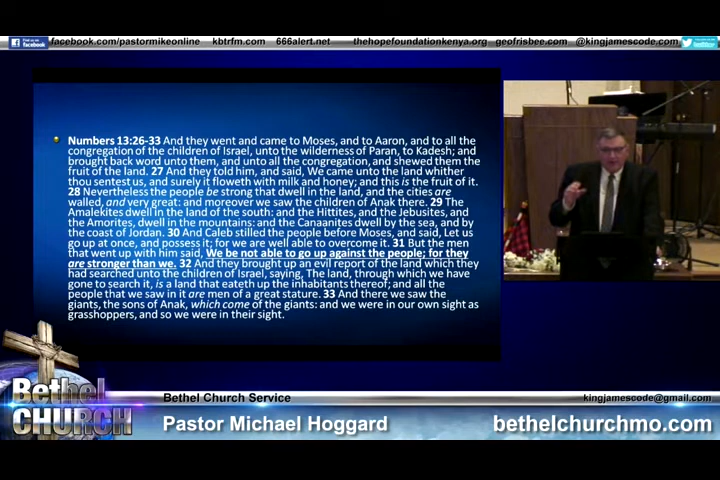 Find us on
facebook.
facebook.com/pastormikeonline kbtrfm.com 666alert.net thehopefoundationkenya.org geofrisbee.com @kingjamescode.com
twitter
Numbers 13:26-33 And they went and came to Moses, and to Aaron, and to all the
congregation of the children of Israel, unto the wilderness of Paran, to Kadesh; and
brought back word unto them, and unto all the congregation, and shewed them the
fruit of the land. 27 And they told him, and said, We came unto the land whither
thou sentest us, and surely it floweth with milk and honey; and this is the fruit of it.
28 Nevertheless the people be strong that dwell in the land, and the cities are
walled, and very great: and moreover we saw the children of Anak there. 29 The
Amalekites dwell in the land of the south: and the Hittites, and the Jebusites, and
the Amorites, dwell in the mountains: and the Canaanites dwell by the sea, and by
the coast of Jordan. 30 And Caleb stilled the people before Moses, and said, Let us
go up at once, and possess it; for we are well able to overcome it. 31 But the men
that went up with him said, We be not able to go up against the people; for they
are stronger than we. 32 And they brought up an evil report of the land which they
had searched unto the children of Israel, saying, The land, through which we have
gone to search it, is a land that eateth up the inhabitants thereof; and all the
people that we saw in it are men of a great stature. 33 And there we saw the
giants, the sons of Anak, which come of the giants: and we were in our own sight as
grasshoppers, and so we were in their sight.
Bethel
CHURCH
Bethel Church Service kingjamescode@gmail.com
Pastor Michael Hoggard bethelchurchmo.com